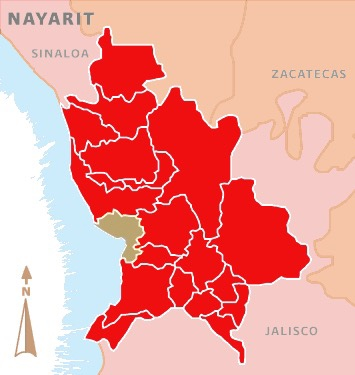 NAYARIT
SINALOA
ZACATECAS
N
JALISCO